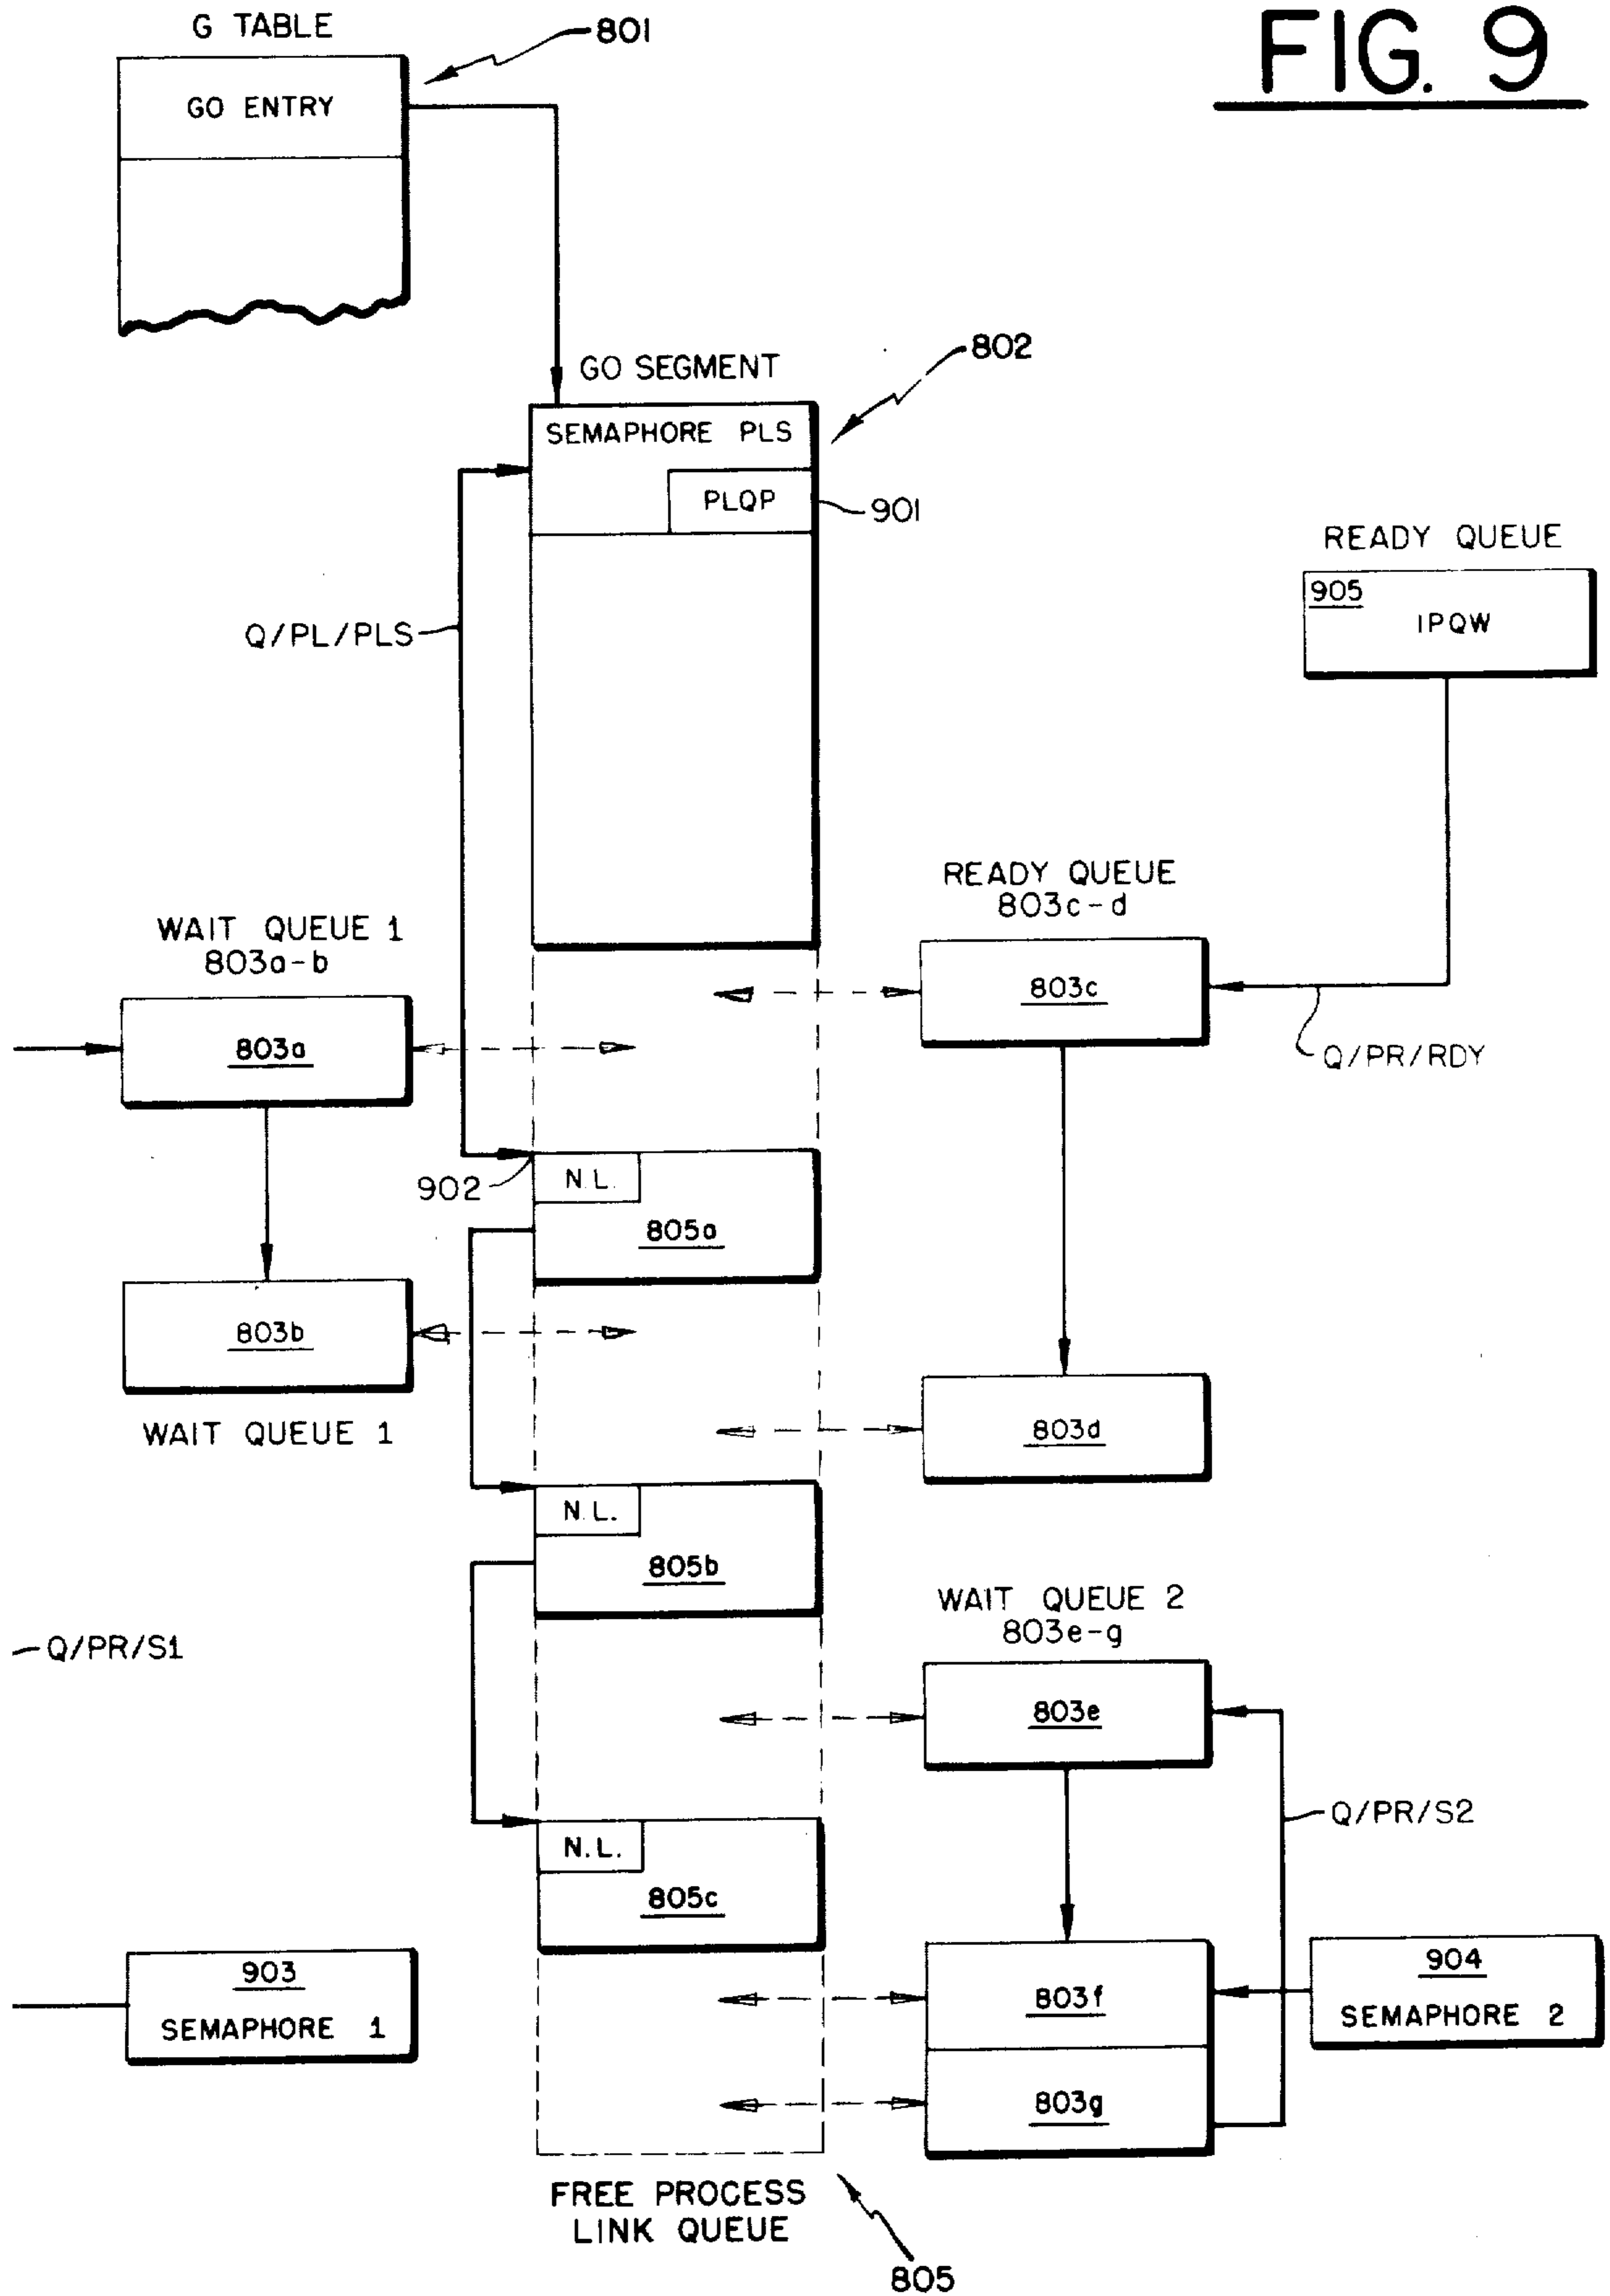 FIG. 9
G TABLE
801
GO ENTRY
GO SEGMENT
802
SEMAPHORE PLS
PLQP
901
READY QUEUE
905
IPQW
Q/PL/PLS
READY QUEUE
803c-d
WAIT QUEUE 1
803a-b
803c
803a
Q/PR/RDY
902
N.L.
805a
803b
WAIT QUEUE 1
803d
N.L.
805b
WAIT QUEUE 2
803e-g
Q/PR/S1
803e
Q/PR/S2
N.L.
805c
903
SEMAPHORE 1
803f
904
SEMAPHORE 2
803g
FREE PROCESS
LINK QUEUE
805